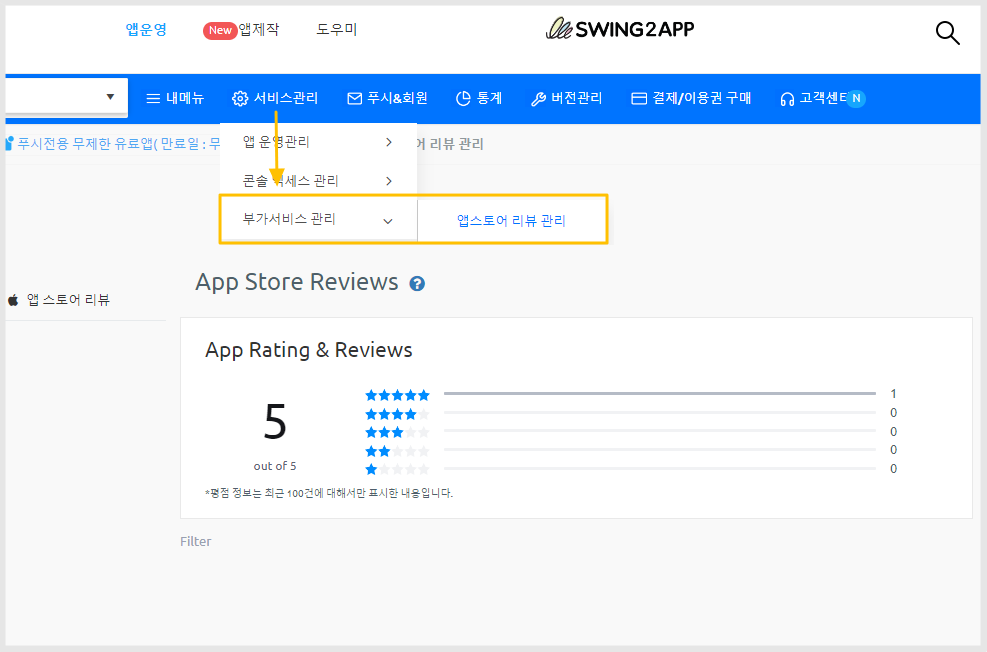 앱운영
New 앱제작
도우미
SWING2APP
내메뉴
서비스관리
푸시&회원
통계
버전관리
결제/이용권 구매
고객센터
N
푸시전용 무제한 유료앱( 만료일 : 무
어 리뷰 관리
앱 운영관리
콘솔 관리
부가서비스 관리
앱스토어 리뷰 관리
App Store Reviews ?
앱 스토어 리뷰
App Rating & Reviews
5
out of 5
1
0
0
0
0
*평점 정보는 최근 100건에 대해서만 표시한 내용입니다.
Filter